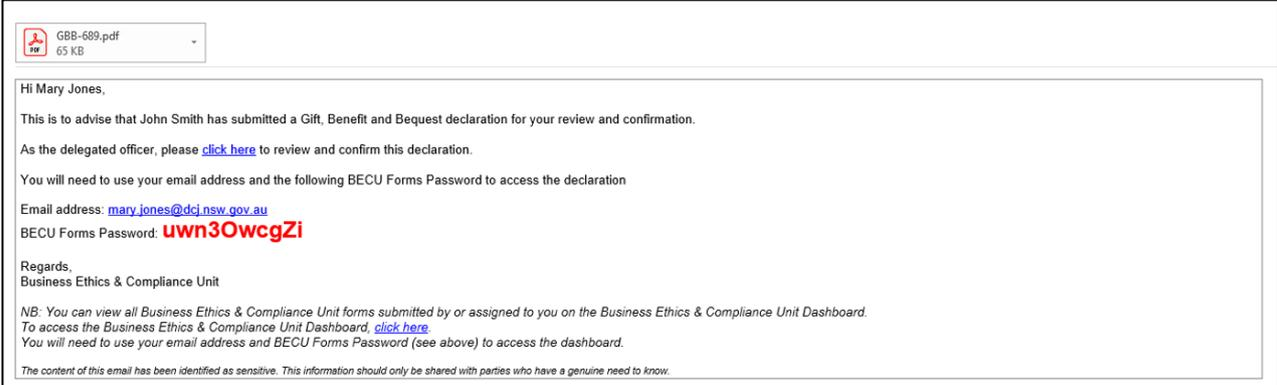 GBB-689.pdf
65 KB
PDF
Hi Mary Jones,
This is to advise that John Smith has submitted a Gift, Benefit and Bequest declaration for your review and confirmation.
As the delegated officer, please click here to review and confirm this declaration.
You will need to use your email address and the following BECU Forms Password to access the declaration
Email address: mary.jones@dcj.nsw.gov.au
BECU Forms Password: uwn3OwcgZi
Regards,
Business Ethics & Compliance Unit
NB: You can view all Business Ethics & Compliance Unit forms submitted by or assigned to you on the Business Ethics & Compliance Unit Dashboard.
To access the Business Ethics & Compliance Unit Dashboard, click here.
You will need to use your email address and BECU Forms Password (see above) to access the dashboard.
The content of this email has been identified as sensitive. This information should only be shared with parties who have a genuine need to know.